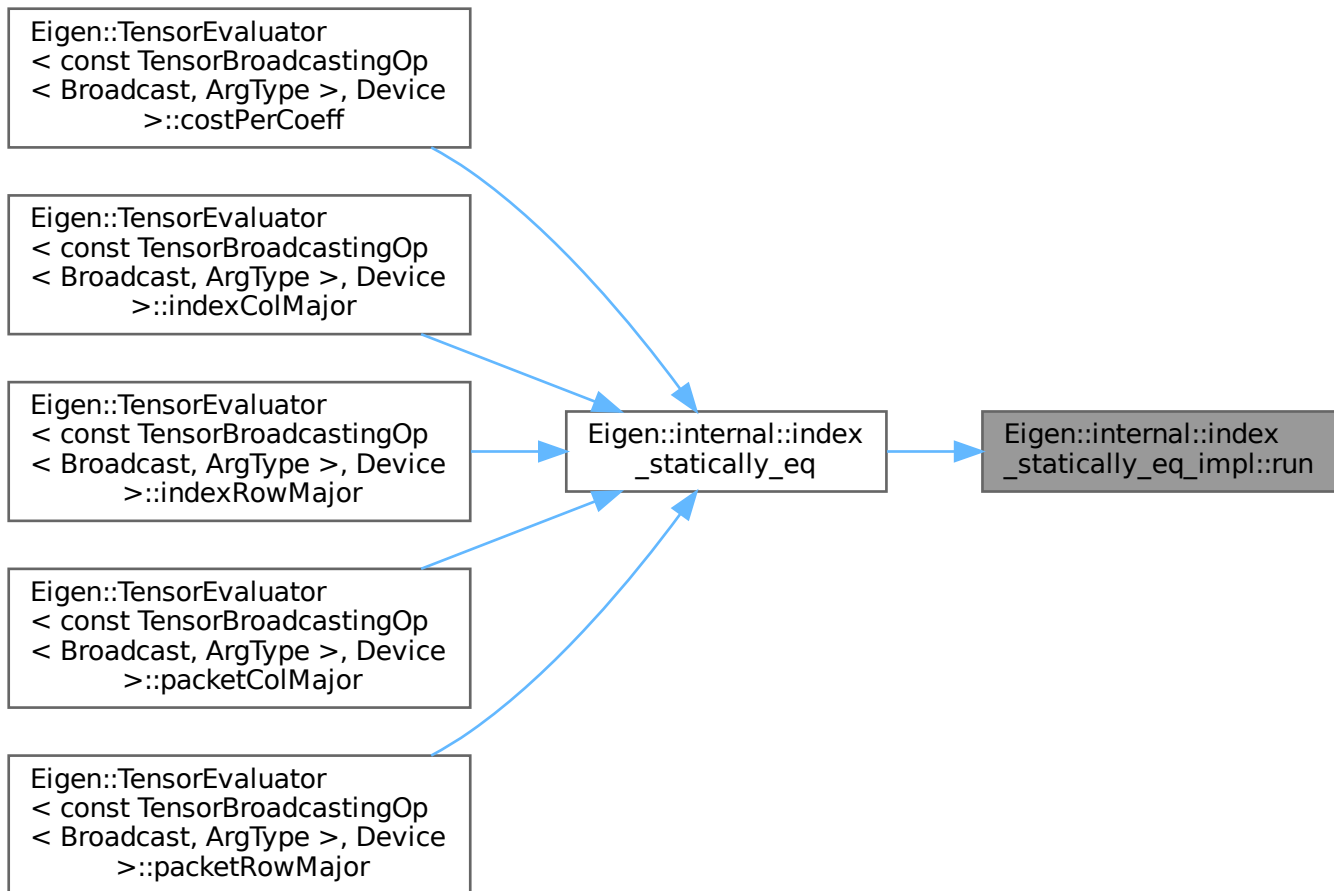 Eigen::TensorEvaluator
< const TensorBroadcastingOp
< Broadcast, ArgType >, Device
>::costPerCoeff
Eigen::TensorEvaluator
< const TensorBroadcastingOp
< Broadcast, ArgType >, Device
>::indexColMajor
Eigen::TensorEvaluator
< const TensorBroadcastingOp
< Broadcast, ArgType >, Device
>::indexRowMajor
Eigen::TensorEvaluator
< const TensorBroadcastingOp
< Broadcast, ArgType >, Device
>::packetColMajor
Eigen::TensorEvaluator
< const TensorBroadcastingOp
< Broadcast, ArgType >, Device
>::packetRowMajor
Eigen::internal::index
_statically_eq
Eigen::internal::index
_statically_eq_impl::run